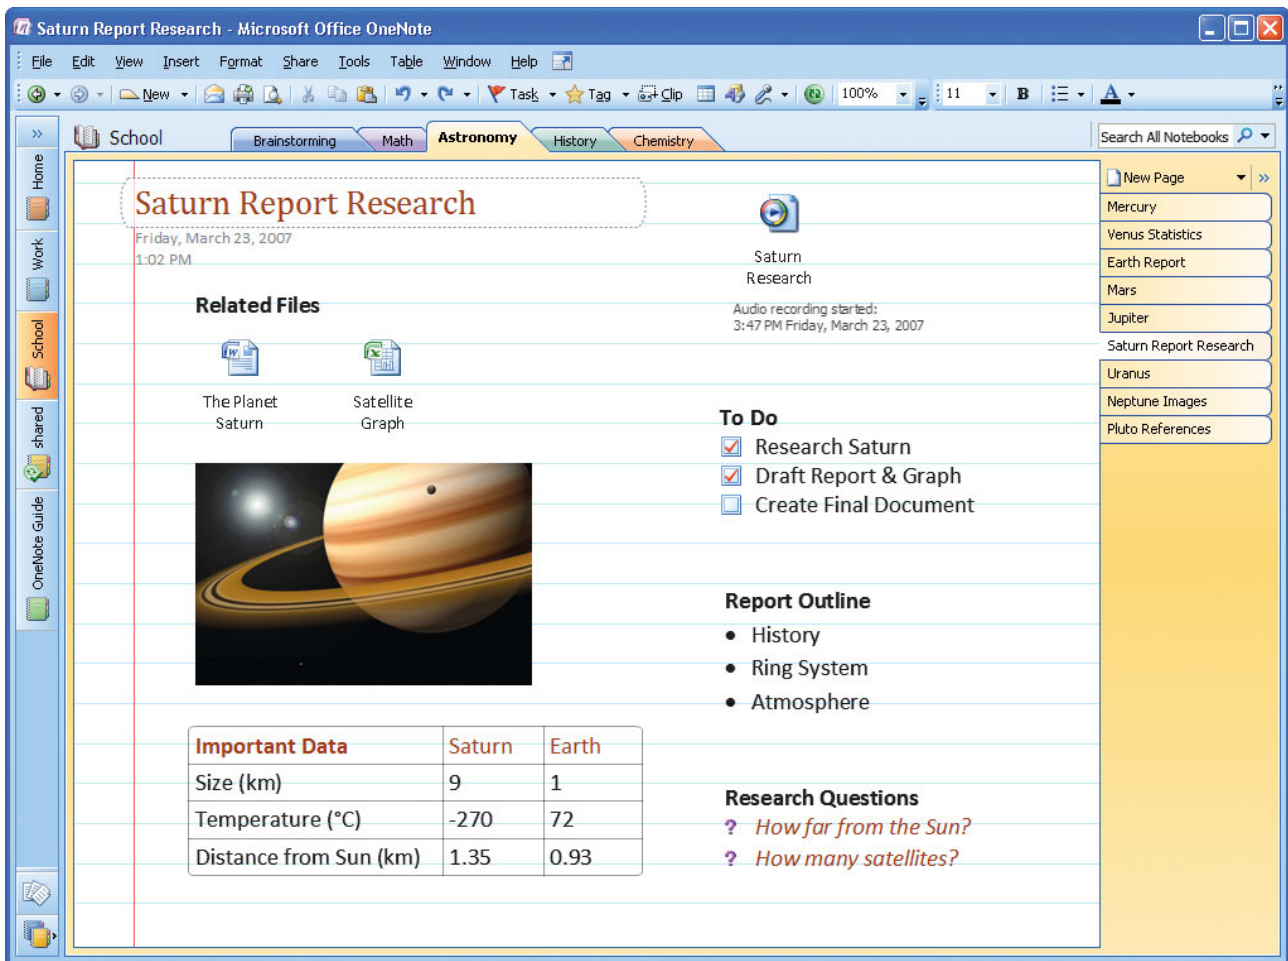 Saturn Report Research - Microsoft Office OneNote
File Edit View Insert Format Share Tools Table Window Help
New Task Tag Clip 100% 11 B A
School Brainstorming Math Astronomy History Chemistry Search All Notebooks
Home
Work
School
shared
OneNote Guide
Saturn Report Research
Friday, March 23, 2007
1:02 PM
Related Files
The Planet
Saturn
Satellite
Graph
Important Data Saturn Earth
Size (km) 9 1
Temperature (°C) -270 72
Distance from Sun (km) 1.35 0.93
Saturn
Research
Audio recording started:
3:47 PM Friday, March 23, 2007
To Do
Research Saturn
Draft Report & Graph
Create Final Document
Report Outline
• History
• Ring System
• Atmosphere
Research Questions
? How far from the Sun?
? How many satellites?
New Page
Mercury
Venus Statistics
Earth Report
Mars
Jupiter
Saturn Report Research
Uranus
Neptune Images
Pluto References